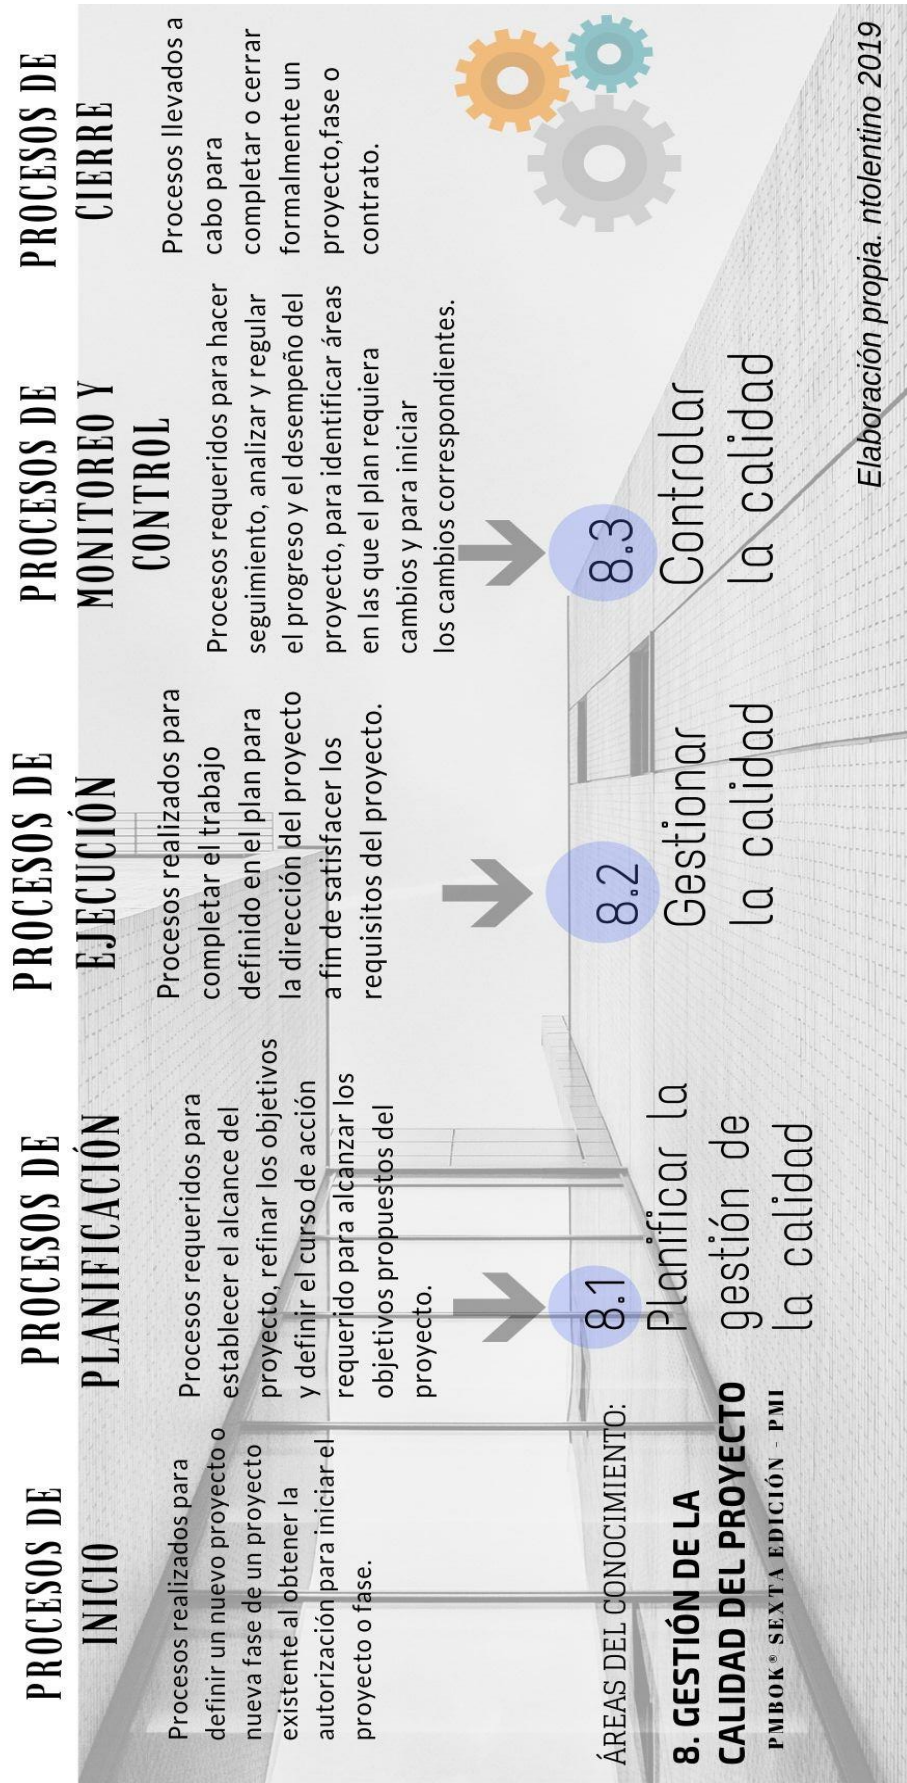 PROCESOS DE
INICIO
Procesos realizados para
definir un nuevo proyecto o
nueva fase de un proyecto
existente al obtener la
autorización para iniciar el
proyecto o fase.
PROCESOS DE
PLANIFICACIÓN
Procesos requeridos para
establecer el alcance del
proyecto, refinar los objetivos
y definir el curso de acción
requerido para alcanzar los
objetivos propuestos del
proyecto.
PROCESOS DE
EJECUCIÓN
Procesos realizados para
completar el trabajo
definido en el plan para
la dirección del proyecto
a fin de satisfacer los
requisitos del proyecto.
PROCESOS DE
MONITOREO Y
CONTROL
Procesos requeridos para hacer
seguimiento, analizar y regular
el progreso y el desempeño del
proyecto, para identificar áreas
en las que el plan requiera
cambios y para iniciar
los cambios correspondientes.
PROCESOS DE
CIERRE
Procesos llevados a
cabo para
completar o cerrar
formalmente un
proyecto,fase o
contrato.
ÁREAS DEL CONOCIMIENTO:
8. GESTIÓN DE LA
CALIDAD DEL PROYECTO
PMBOK® SEXTA EDICIÓN - PMI
8.1
Planificar la
gestión de
la calidad
8.2
Gestionar
la calidad
8.3
Controlar
la calidad
Elaboración propia. ntolentino 2019